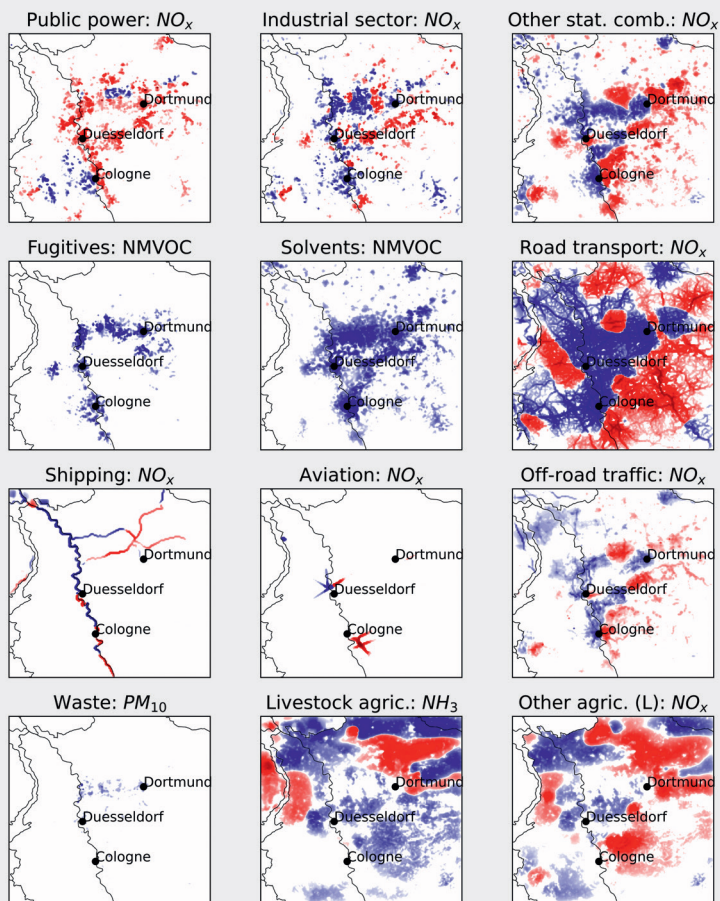 Public power: NOₓ
Industrial sector: NOₓ
Other stat. comb.: NOₓ
Dortmund
Duesseldorf
Cologne
Dortmund
Duesseldorf
Cologne
Dortmund
Duesseldorf
Cologne
Fugitives: NMVOC
Solvents: NMVOC
Road transport: NOₓ
Dortmund
Duesseldorf
Cologne
Dortmund
Duesseldorf
Cologne
Dortmund
Duesseldorf
Cologne
Shipping: NOₓ
Aviation: NOₓ
Off-road traffic: NOₓ
Dortmund
Duesseldorf
Cologne
Dortmund
Duesseldorf
Cologne
Dortmund
Duesseldorf
Cologne
Waste: PM₁₀
Livestock agric.: NH₃
Other agric. (L): NOₓ
Dortmund
Duesseldorf
Cologne
Dortmund
Duesseldorf
Cologne
Dortmund
Duesseldorf
Cologne